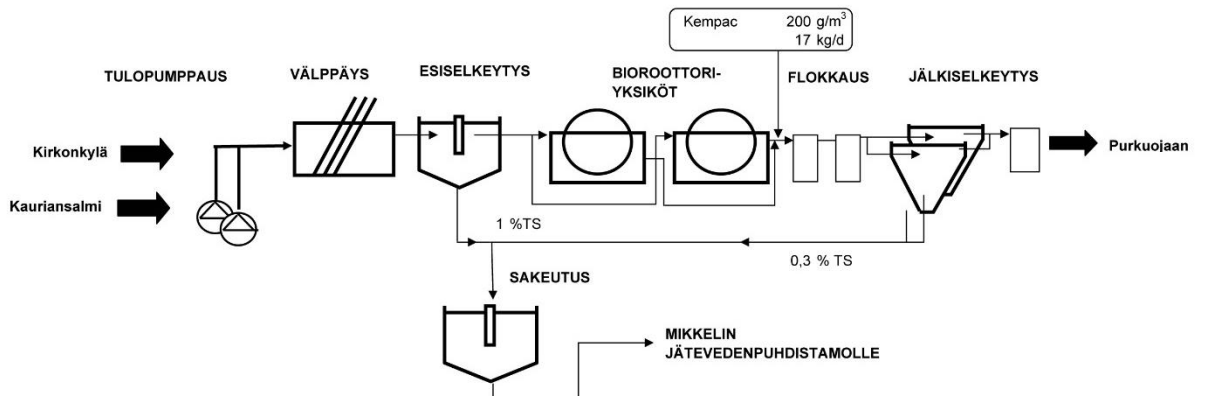 Kempac 200 g/m³
17 kg/d
TULOPUMPPAUS
VÄLPPÄYS
ESISELKEYTYS
BIOROOTTORI-
YKSIKÖT
FLOKKAUS
JÄLKISELKEYTYS
Kirkonkylä
Purkuojaan
Kauriansalmi
1 %TS
0,3 % TS
SAKEUTUS
MIKKELIN
JÄTEVEDENPUHDISTAMOLLE